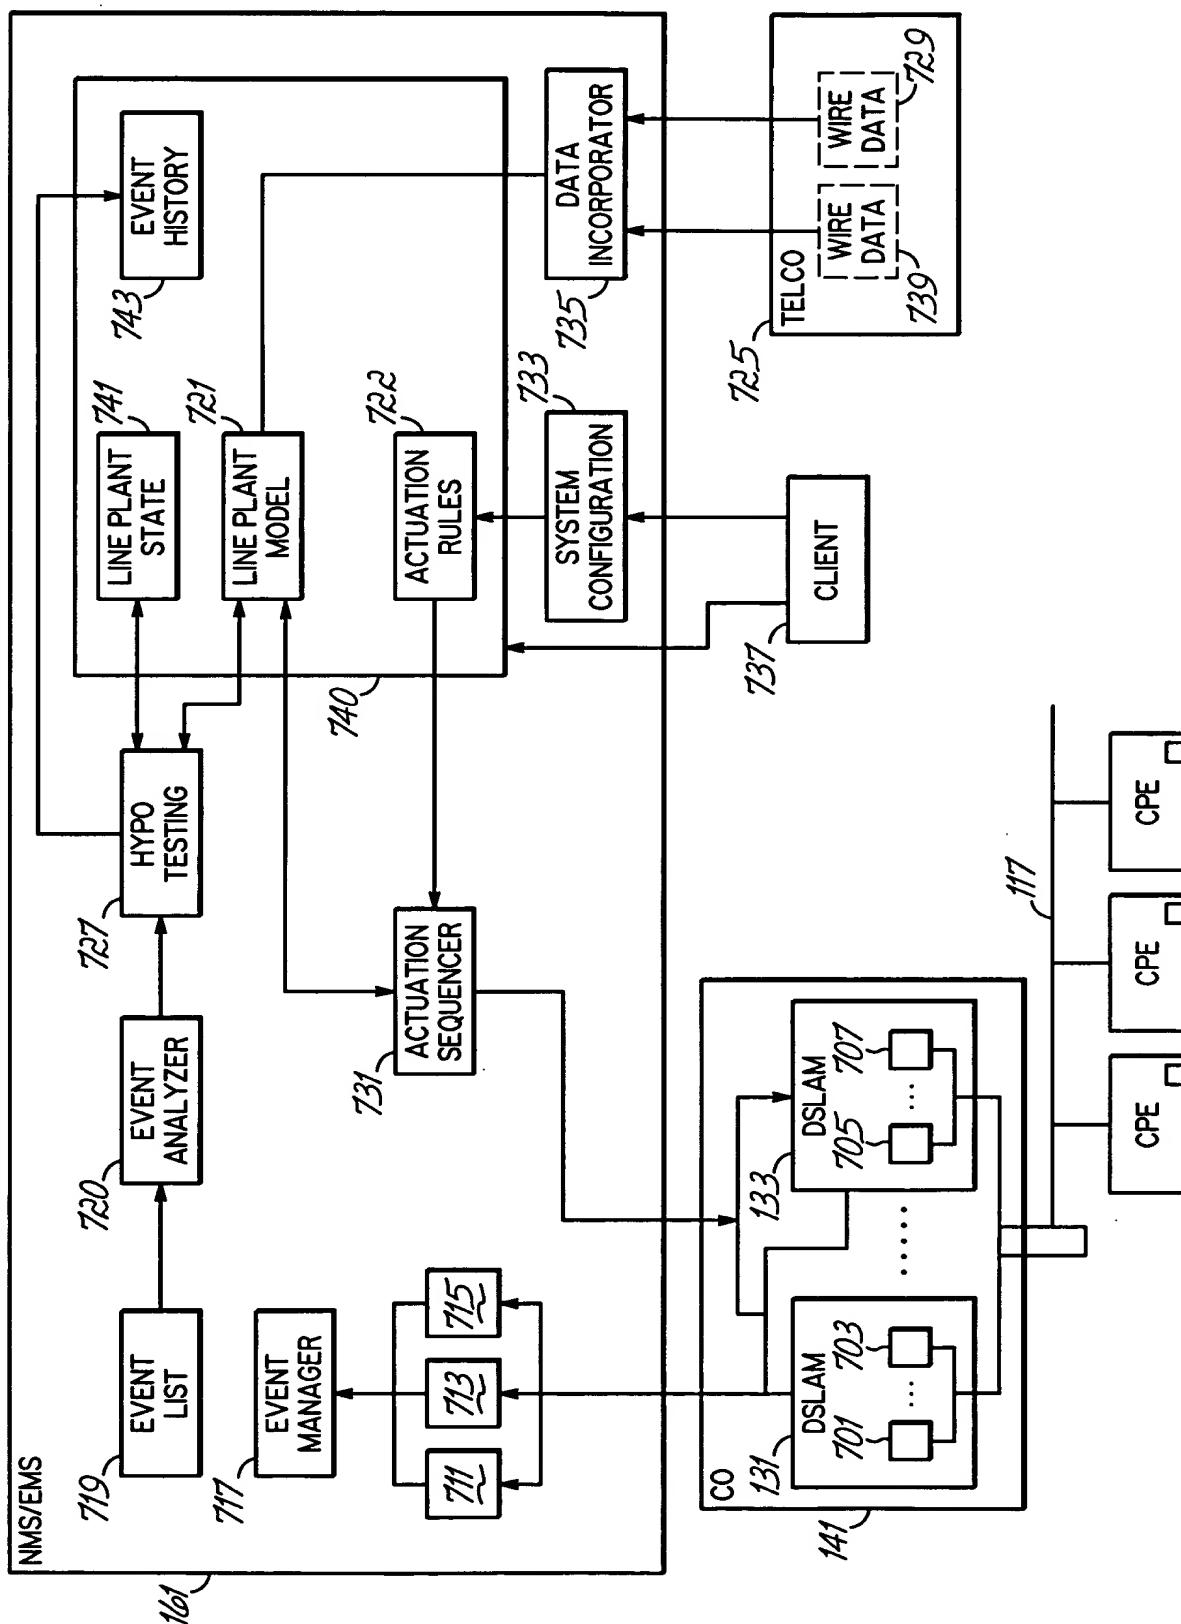 NMS/EMS
161
EVENT
LIST
719
EVENT
ANALYZER
720
HYPO
TESTING
727
EVENT
MANAGER
717
711
713
715
ACTUATION
SEQUENCER
731
740
LINE PLANT
STATE
741
LINE PLANT
MODEL
721
ACTUATION
RULES
722
EVENT
HISTORY
743
SYSTEM
CONFIGURATION
733
DATA
INCORPORATOR
735
CLIENT
737
TELCO
725
WIRE
DATA
739
WIRE
DATA
729
CO
141
DSLAM
131
701
...
703
......
DSLAM
133
705
...
707
117
CPE
CPE
CPE